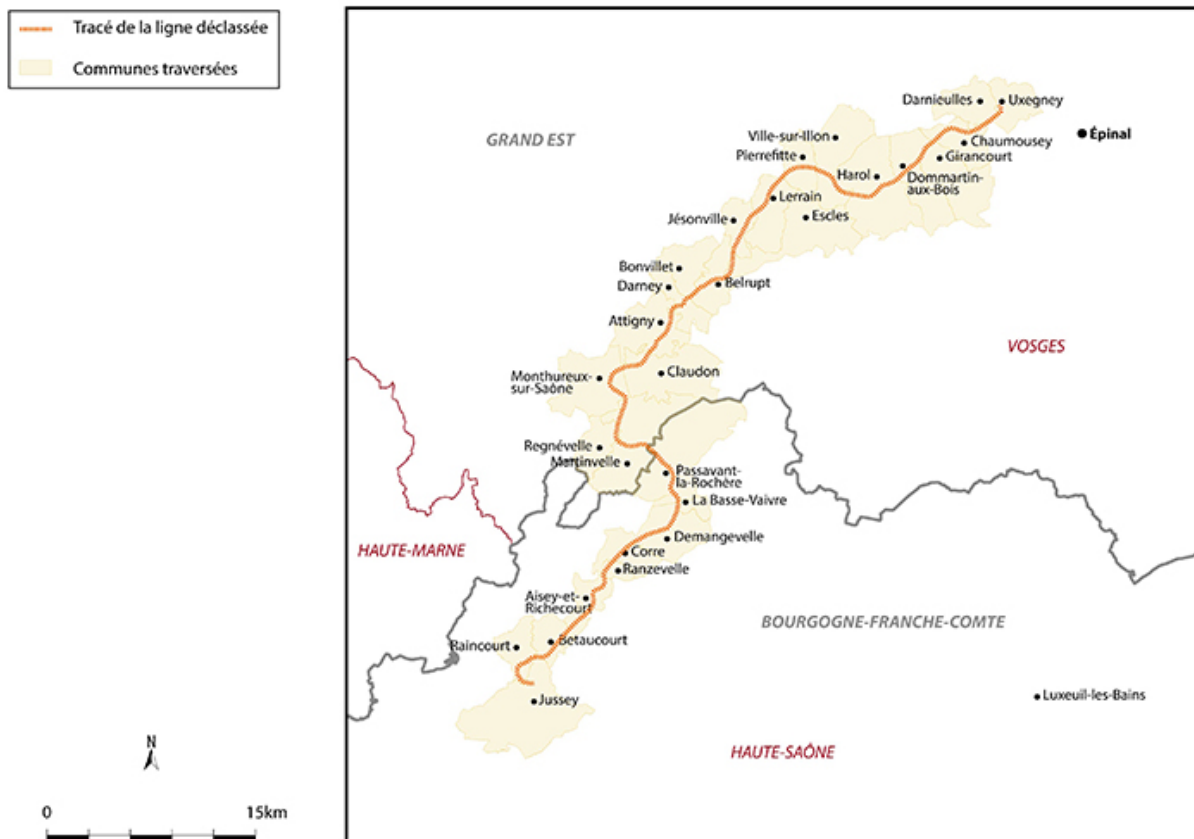 Tracé de la ligne déclassée
Communes traversées
GRAND EST
Darnieulles
Uxegney
Épinal
Ville-sur-Illon
Chaumousey
Pierrefitte
Girancourt
Harol
Dommartin-
aux-Bois
Lerrain
Escles
Jésonville
Bonvillet
Darney
Belrupt
Attigny
VOSGES
Claudon
Monthureux-
sur-Saône
Regnévelle
Martinvelle
Passavant-
la-Rochère
La Basse-Vaivre
HAUTE-MARNE
Demangevelle
Corre
Ranzevelle
Aisey-et-
Richecourt
BOURGOGNE-FRANCHE-COMTE
Betaucourt
Raincourt
Jussey
Luxeuil-les-Bains
HAUTE-SAÔNE
N
0
15km